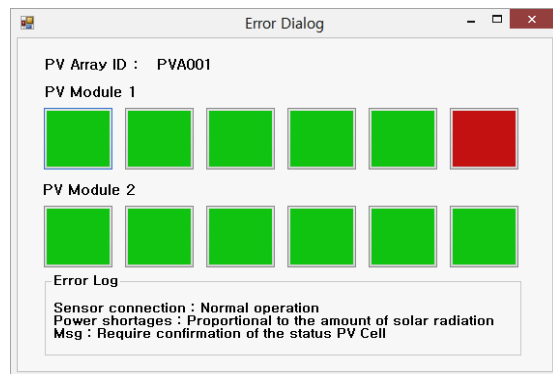 Error Dialog
PV Array ID : PVA001
PV Module 1
PV Module 2
Error Log
Sensor connection : Normal operation
Power shortages : Proportional to the amount of solar radiation
Msg : Require confirmation of the status PV Cell